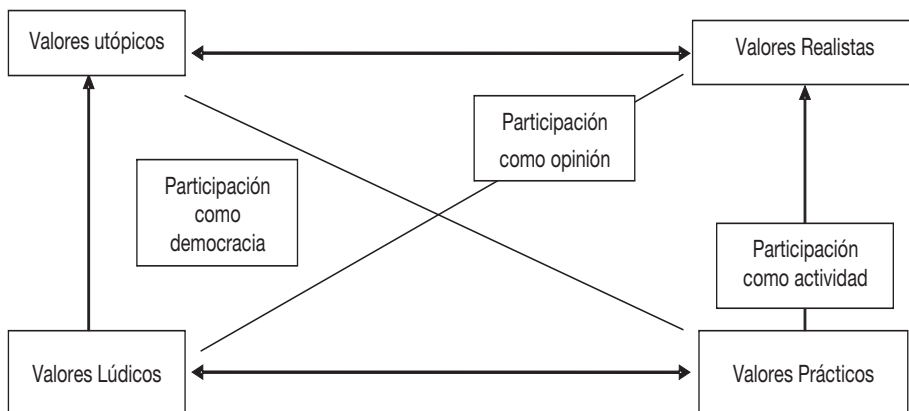 Valores utópicos
Valores Realistas
Participación
como opinión
Participación
como
democracia
Participación
como actividad
Valores Lúdicos
Valores Prácticos